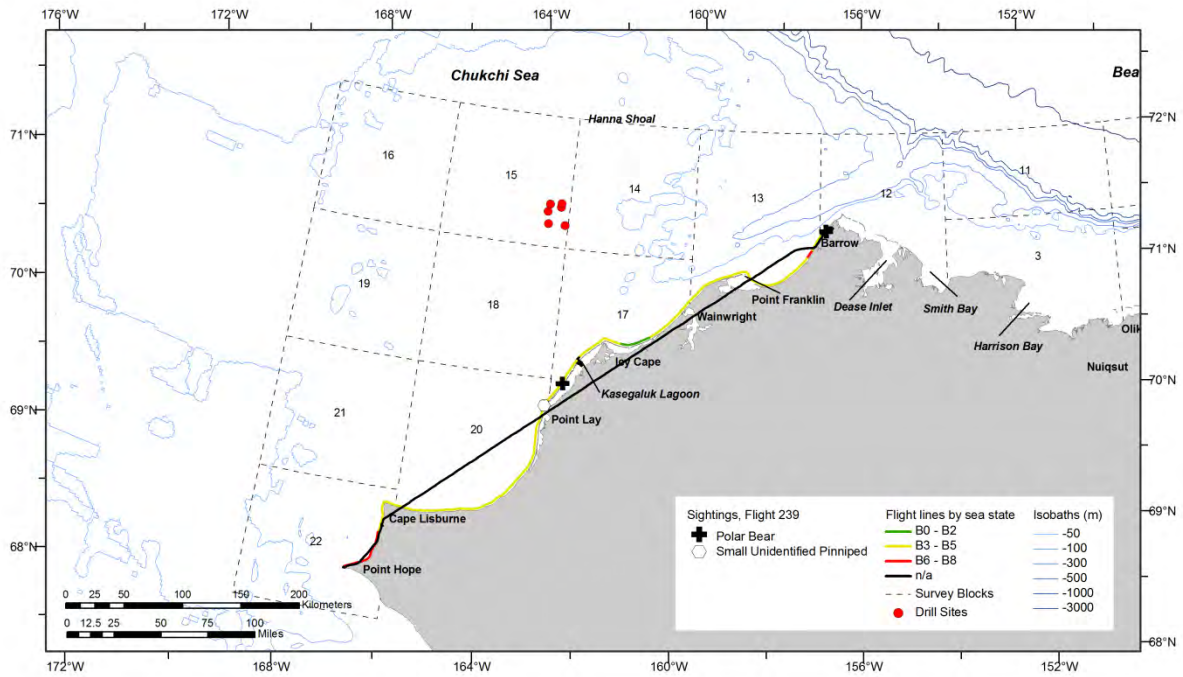 176°W 168°W 164°W 160°W 156°W 152°W
Chukchi Sea
Bea
72°N
71°N
Hanna Shoal
16
15
14
13
12
11
Barrow
71°N
3
70°N
19
18
17
Point Franklin
Dease Inlet
Smith Bay
Harrison Bay
Wainwright
Olik
Icy Cape
Nuiqsut
Kasegaluk Lagoon
70°N
69°N
21
20
Point Lay
Cape Lisburne
69°N
68°N
22
Point Hope
Sightings, Flight 239
Polar Bear
Small Unidentified Pinniped
Flight lines by sea state
B0 - B2
B3 - B5
B6 - B8
n/a
Survey Blocks
Drill Sites
Isobaths (m)
-50
-100
-300
-500
-1000
-3000
0 25 50 100 150 200
Kilometers
0 12.5 25 50 75 100
Miles
68°N
172°W 168°W 164°W 160°W 156°W 152°W